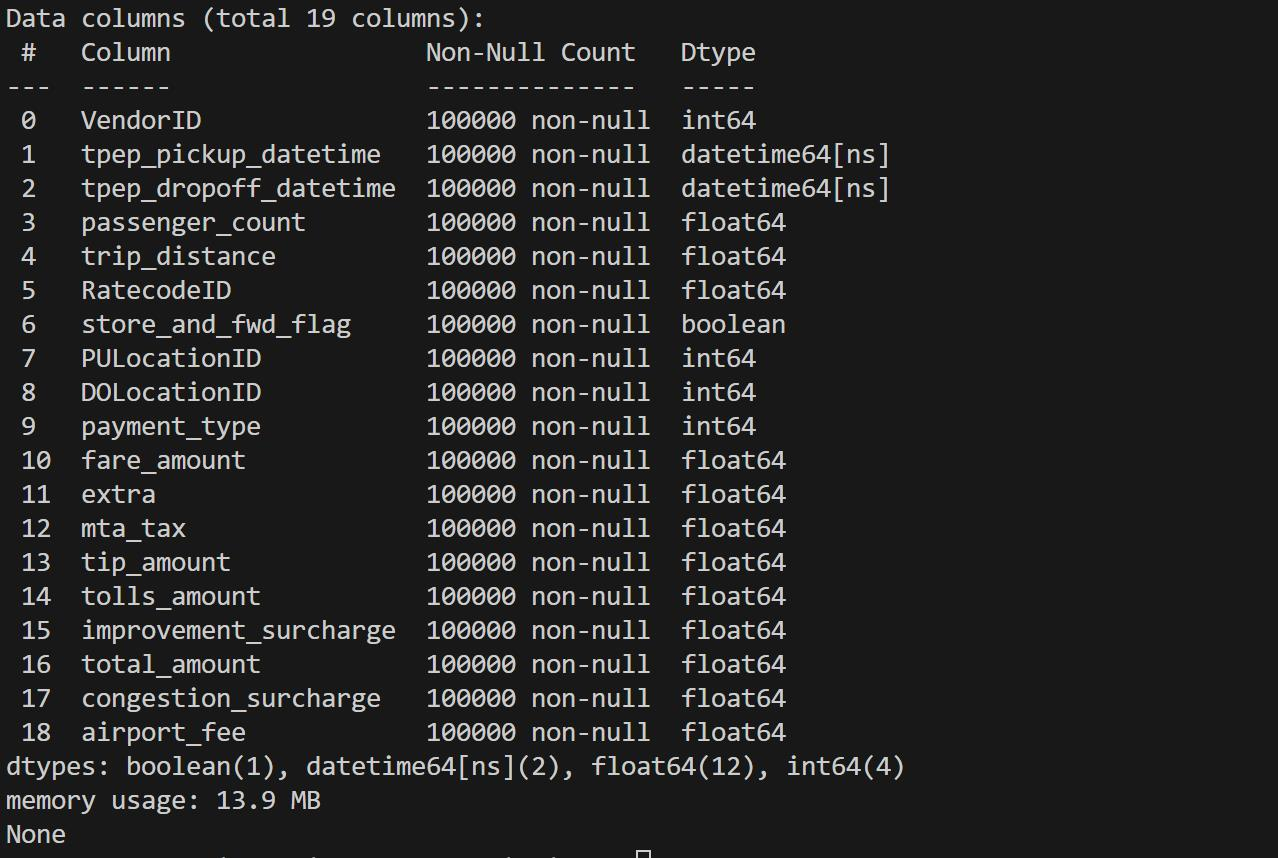 Data columns (total 19 columns):
 #   Column                 Non-Null Count   Dtype
---  ------                 --------------   -----
 0   VendorID               100000 non-null  int64
 1   tpep_pickup_datetime   100000 non-null  datetime64[ns]
 2   tpep_dropoff_datetime  100000 non-null  datetime64[ns]
 3   passenger_count        100000 non-null  float64
 4   trip_distance          100000 non-null  float64
 5   RatecodeID             100000 non-null  float64
 6   store_and_fwd_flag     100000 non-null  boolean
 7   PULocationID           100000 non-null  int64
 8   DOLocationID           100000 non-null  int64
 9   payment_type           100000 non-null  int64
 10  fare_amount            100000 non-null  float64
 11  extra                  100000 non-null  float64
 12  mta_tax                100000 non-null  float64
 13  tip_amount             100000 non-null  float64
 14  tolls_amount           100000 non-null  float64
 15  improvement_surcharge  100000 non-null  float64
 16  total_amount           100000 non-null  float64
 17  congestion_surcharge   100000 non-null  float64
 18  airport_fee            100000 non-null  float64
dtypes: boolean(1), datetime64[ns](2), float64(12), int64(4)
memory usage: 13.9 MB
None